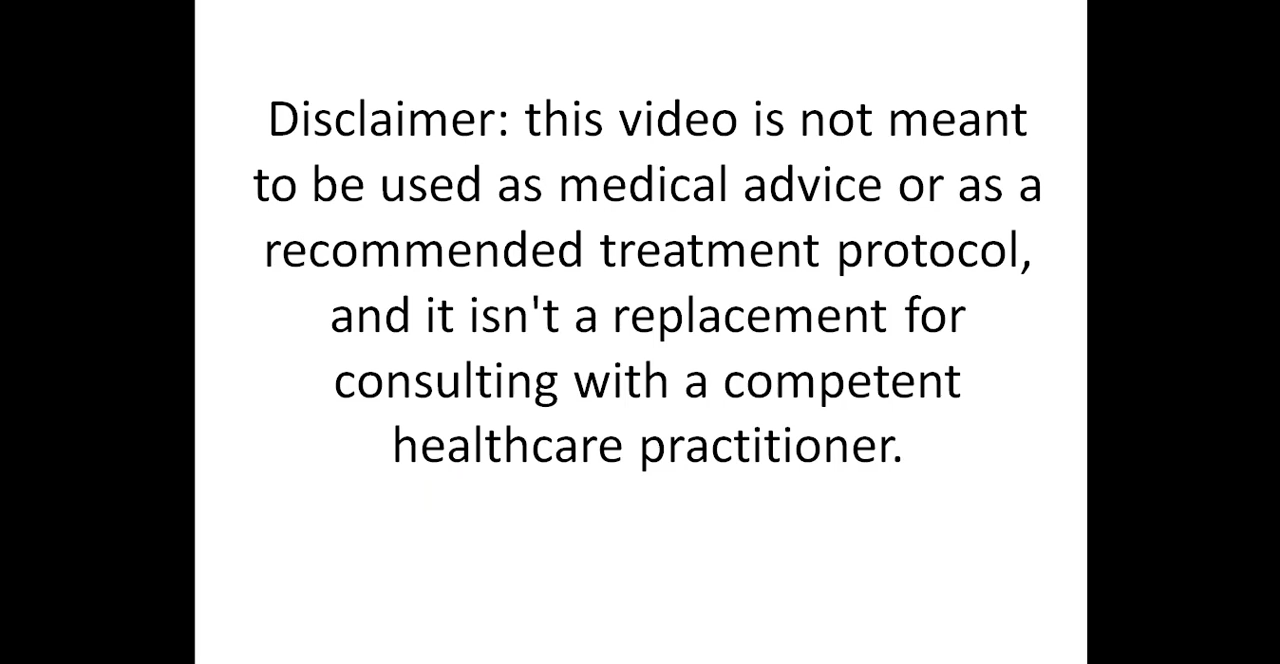 Disclaimer: this video is not meant
to be used as medical advice or as a
recommended treatment protocol,
and it isn't a replacement for
consulting with a competent
healthcare practitioner.